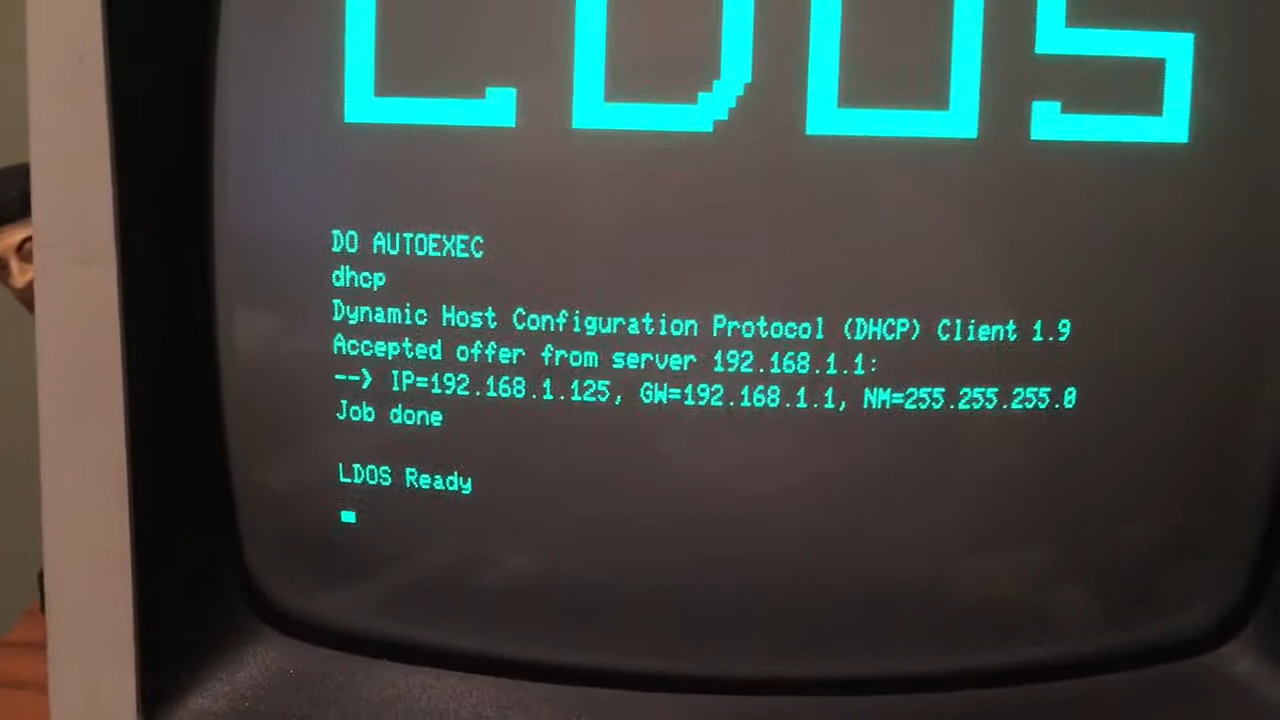 LDOS
DO AUTOEXEC
dhcp
Dynamic Host Configuration Protocol (DHCP) Client 1.9
Accepted offer from server 192.168.1.1:
--> IP=192.168.1.125, GW=192.168.1.1, NM=255.255.255.0
Job done
LDOS Ready